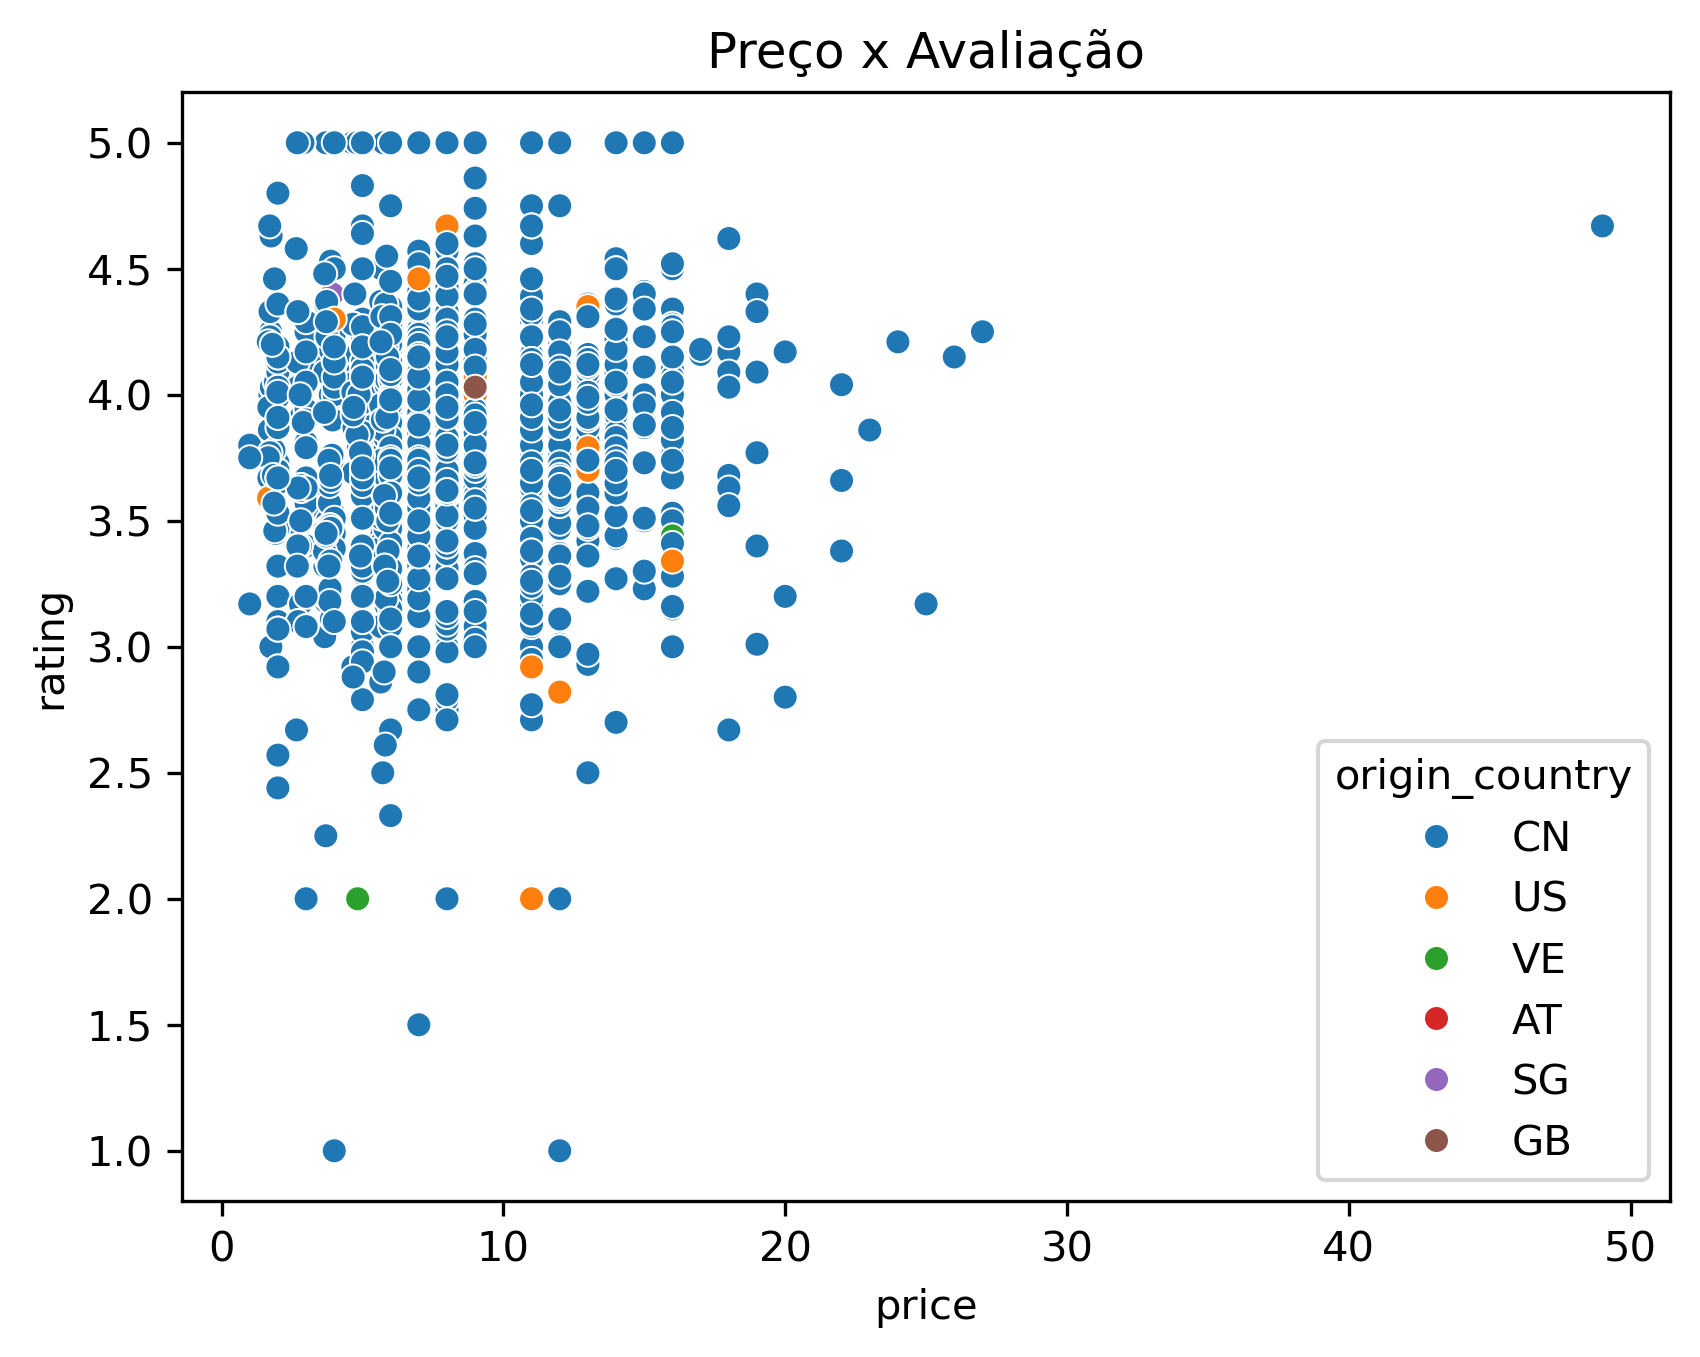 Preço x Avaliação
5.0
4.5
4.0
3.5
3.0
2.5
2.0
1.5
1.0
rating
origin_country
CN
US
VE
AT
SG
GB
0 10 20 30 40 50
price